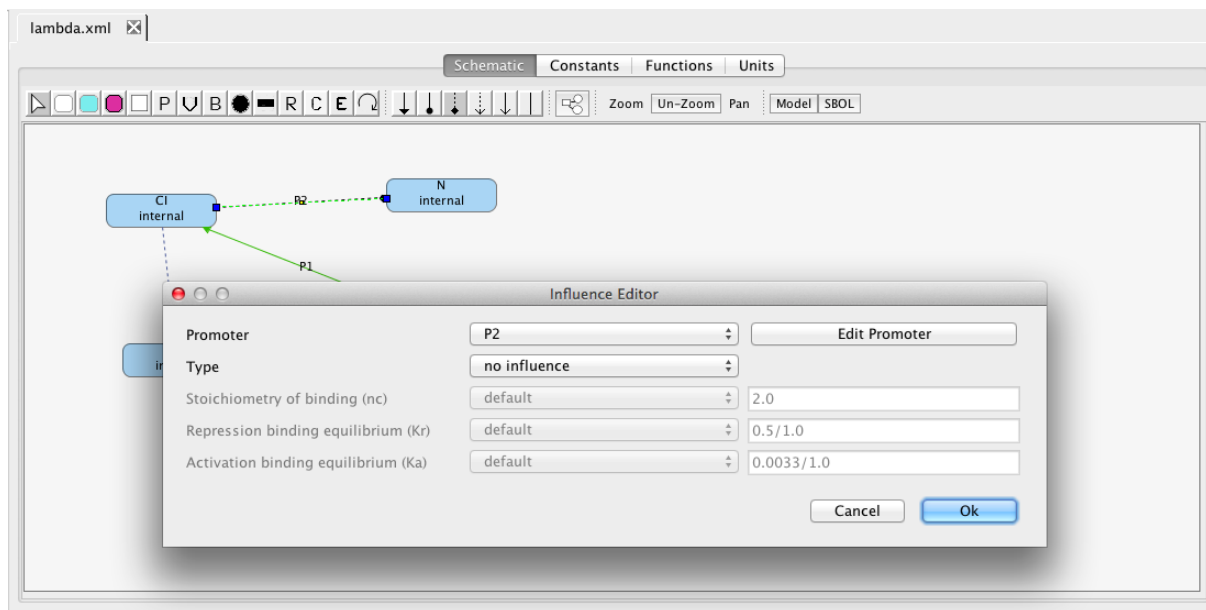 lambda.xml
Schematic Constants Functions Units
P V B R C E Zoom Un-Zoom Pan Model SBOL
N
internal
CI
internal
P2
P1
Influence Editor
Promoter P2 Edit Promoter
Type no influence
Stoichiometry of binding (nc) default 2.0
Repression binding equilibrium (Kr) default 0.5/1.0
Activation binding equilibrium (Ka) default 0.0033/1.0
Cancel Ok